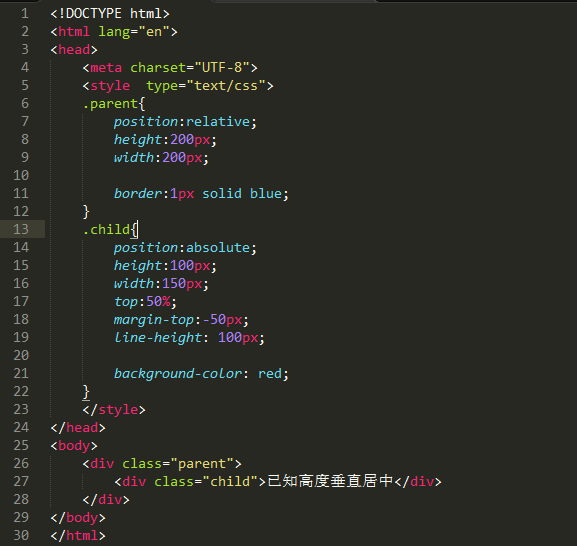 1 <!DOCTYPE html>
2 <html lang="en">
3 <head>
4     <meta charset="UTF-8">
5     <style  type="text/css">
6     .parent{
7         position:relative;
8         height:200px;
9         width:200px;
10
11         border:1px solid blue;
12     }
13     .child{
14         position:absolute;
15         height:100px;
16         width:150px;
17         top:50%;
18         margin-top:-50px;
19         line-height: 100px;
20
21         background-color: red;
22     }
23     </style>
24 </head>
25 <body>
26     <div class="parent">
27         <div class="child">已知高度垂直居中</div>
28     </div>
29 </body>
30 </html>